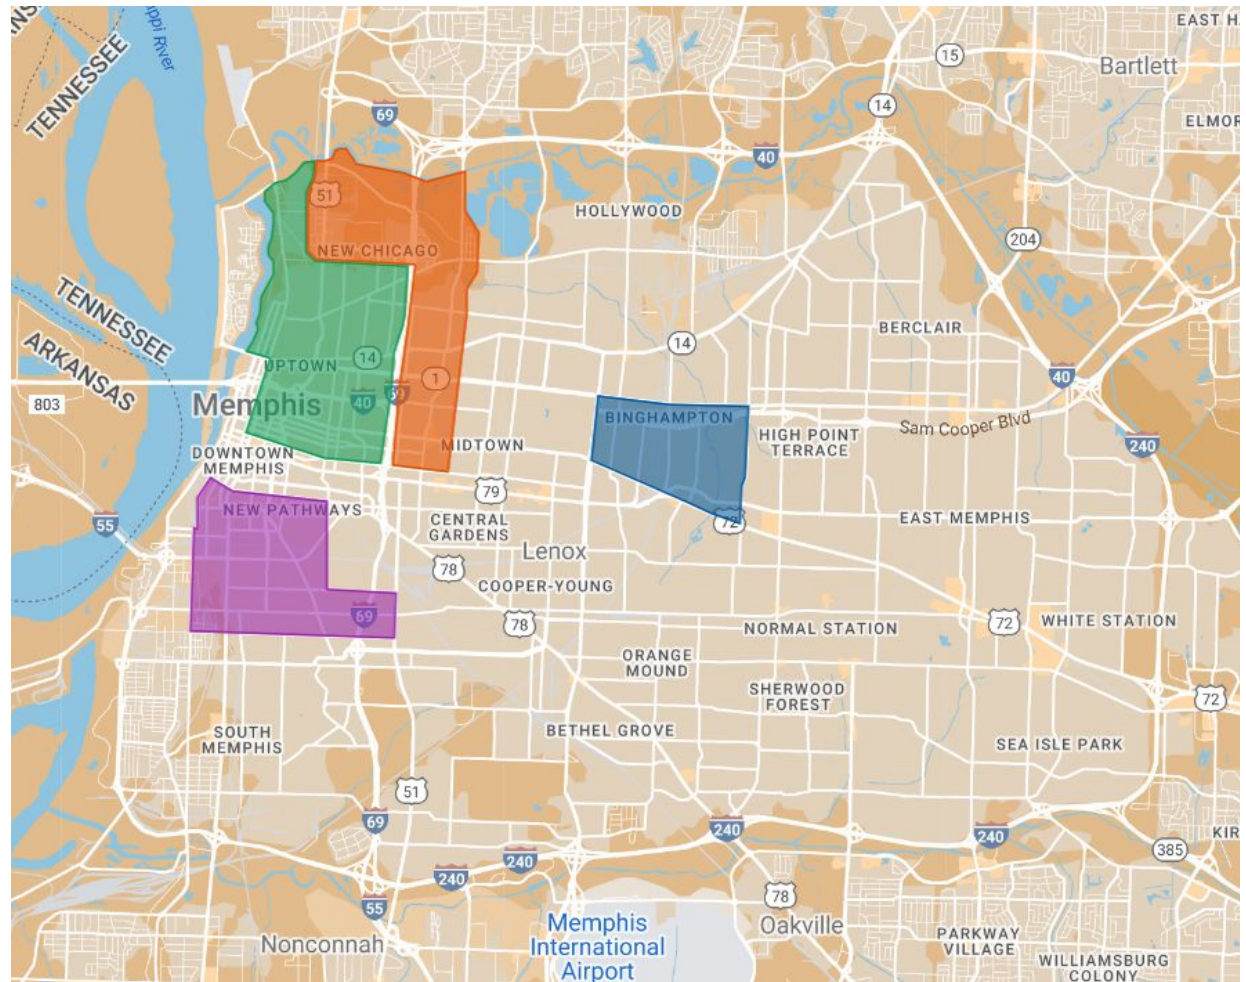 ANS
TENNESSEE
ppi River
EAST H
15
Bartlett
14
69
ELMOR
40
51
HOLLYWOOD
NEW CHICAGO
204
TENNESSEE
ARKANSAS
BERCLAIR
14
UPTOWN
14
1
40
803
40
69
Memphis
BINGHAMPTON
Sam Cooper Blvd
MIDTOWN
HIGH POINT
TERRACE
240
DOWNTOWN
MEMPHIS
79
NEW PATHWAYS
55
CENTRAL
GARDENS
72
EAST MEMPHIS
Lenox
78
COOPER-YOUNG
69
78
NORMAL STATION
72
WHITE STATION
ORANGE
MOUND
SHERWOOD
FOREST
72
SOUTH
MEMPHIS
BETHEL GROVE
SEA ISLE PARK
51
69
240
240
KIR
240
240
385
78
55
Memphis
International
Airport
Oakville
Nonconnah
PARKWAY
VILLAGE
WILLIAMSBURG
COLONY